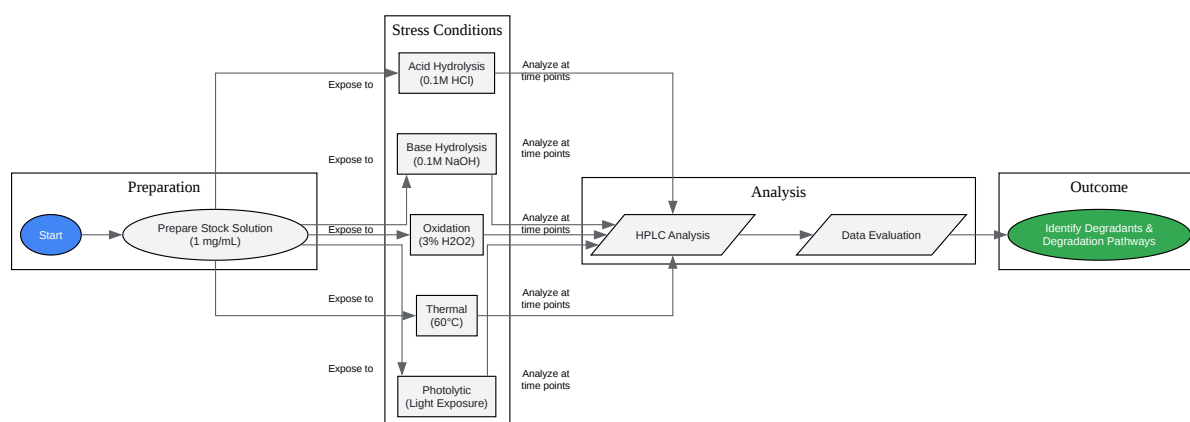 Preparation
Start
Prepare Stock Solution
(1 mg/mL)
Expose to
Expose to
Expose to
Expose to
Expose to
Stress Conditions
Acid Hydrolysis
(0.1M HCl)
Base Hydrolysis
(0.1M NaOH)
Oxidation
(3% H2O2)
Thermal
(60°C)
Photolytic
(Light Exposure)
Analyze at
time points
Analyze at
time points
Analyze at
time points
Analyze at
time points
Analyze at
time points
Analysis
HPLC Analysis
Data Evaluation
Outcome
Identify Degradants &
Degradation Pathways